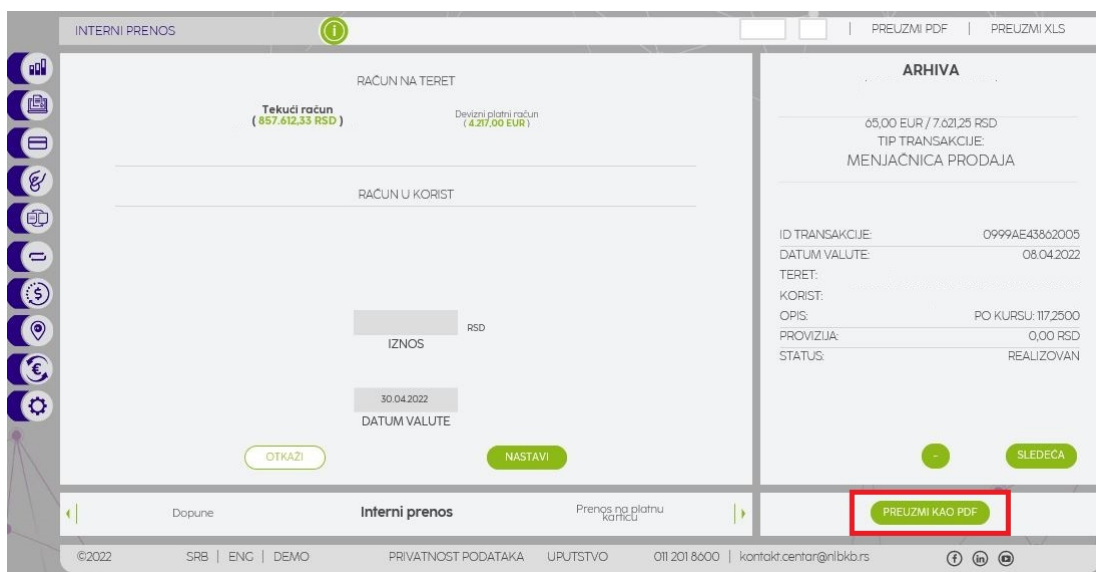 INTERNI PRENOS
i
| PREUZMI PDF | PREUZMI XLS
RAČUN NA TERET
Tekući račun
( 857.612,33 RSD )
Devizni platni račun
( 4.217,00 EUR )
RAČUN U KORIST
RSD
IZNOS
30.04.2022
DATUM VALUTE
OTKAŽI
NASTAVI
ARHIVA
65,00 EUR / 7.621,25 RSD
TIP TRANSAKCIJE:
MENJAČNICA PRODAJA
ID TRANSAKCIJE: 0999AE43862005
DATUM VALUTE: 08.04.2022
TERET:
KORIST:
OPIS: PO KURSU: 117,2500
PROVIZIJA: 0,00 RSD
STATUS: REALIZOVAN
-
SLEDEĆA
Dopune
Interni prenos
Prenos na platnu
karticu
PREUZMI KAO PDF
©2022 SRB | ENG | DEMO PRIVATNOST PODATAKA UPUTSTVO 011 201 8600 | kontakt.centar@nlbkb.rs